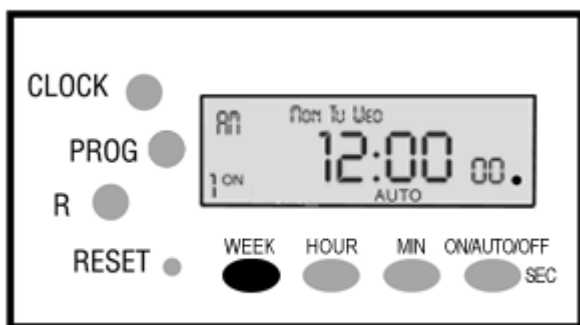 CLOCK
PROG
R
RESET
AM MON TU WED
12:00 00.
1 ON AUTO
WEEK HOUR MIN ON/AUTO/OFF
SEC